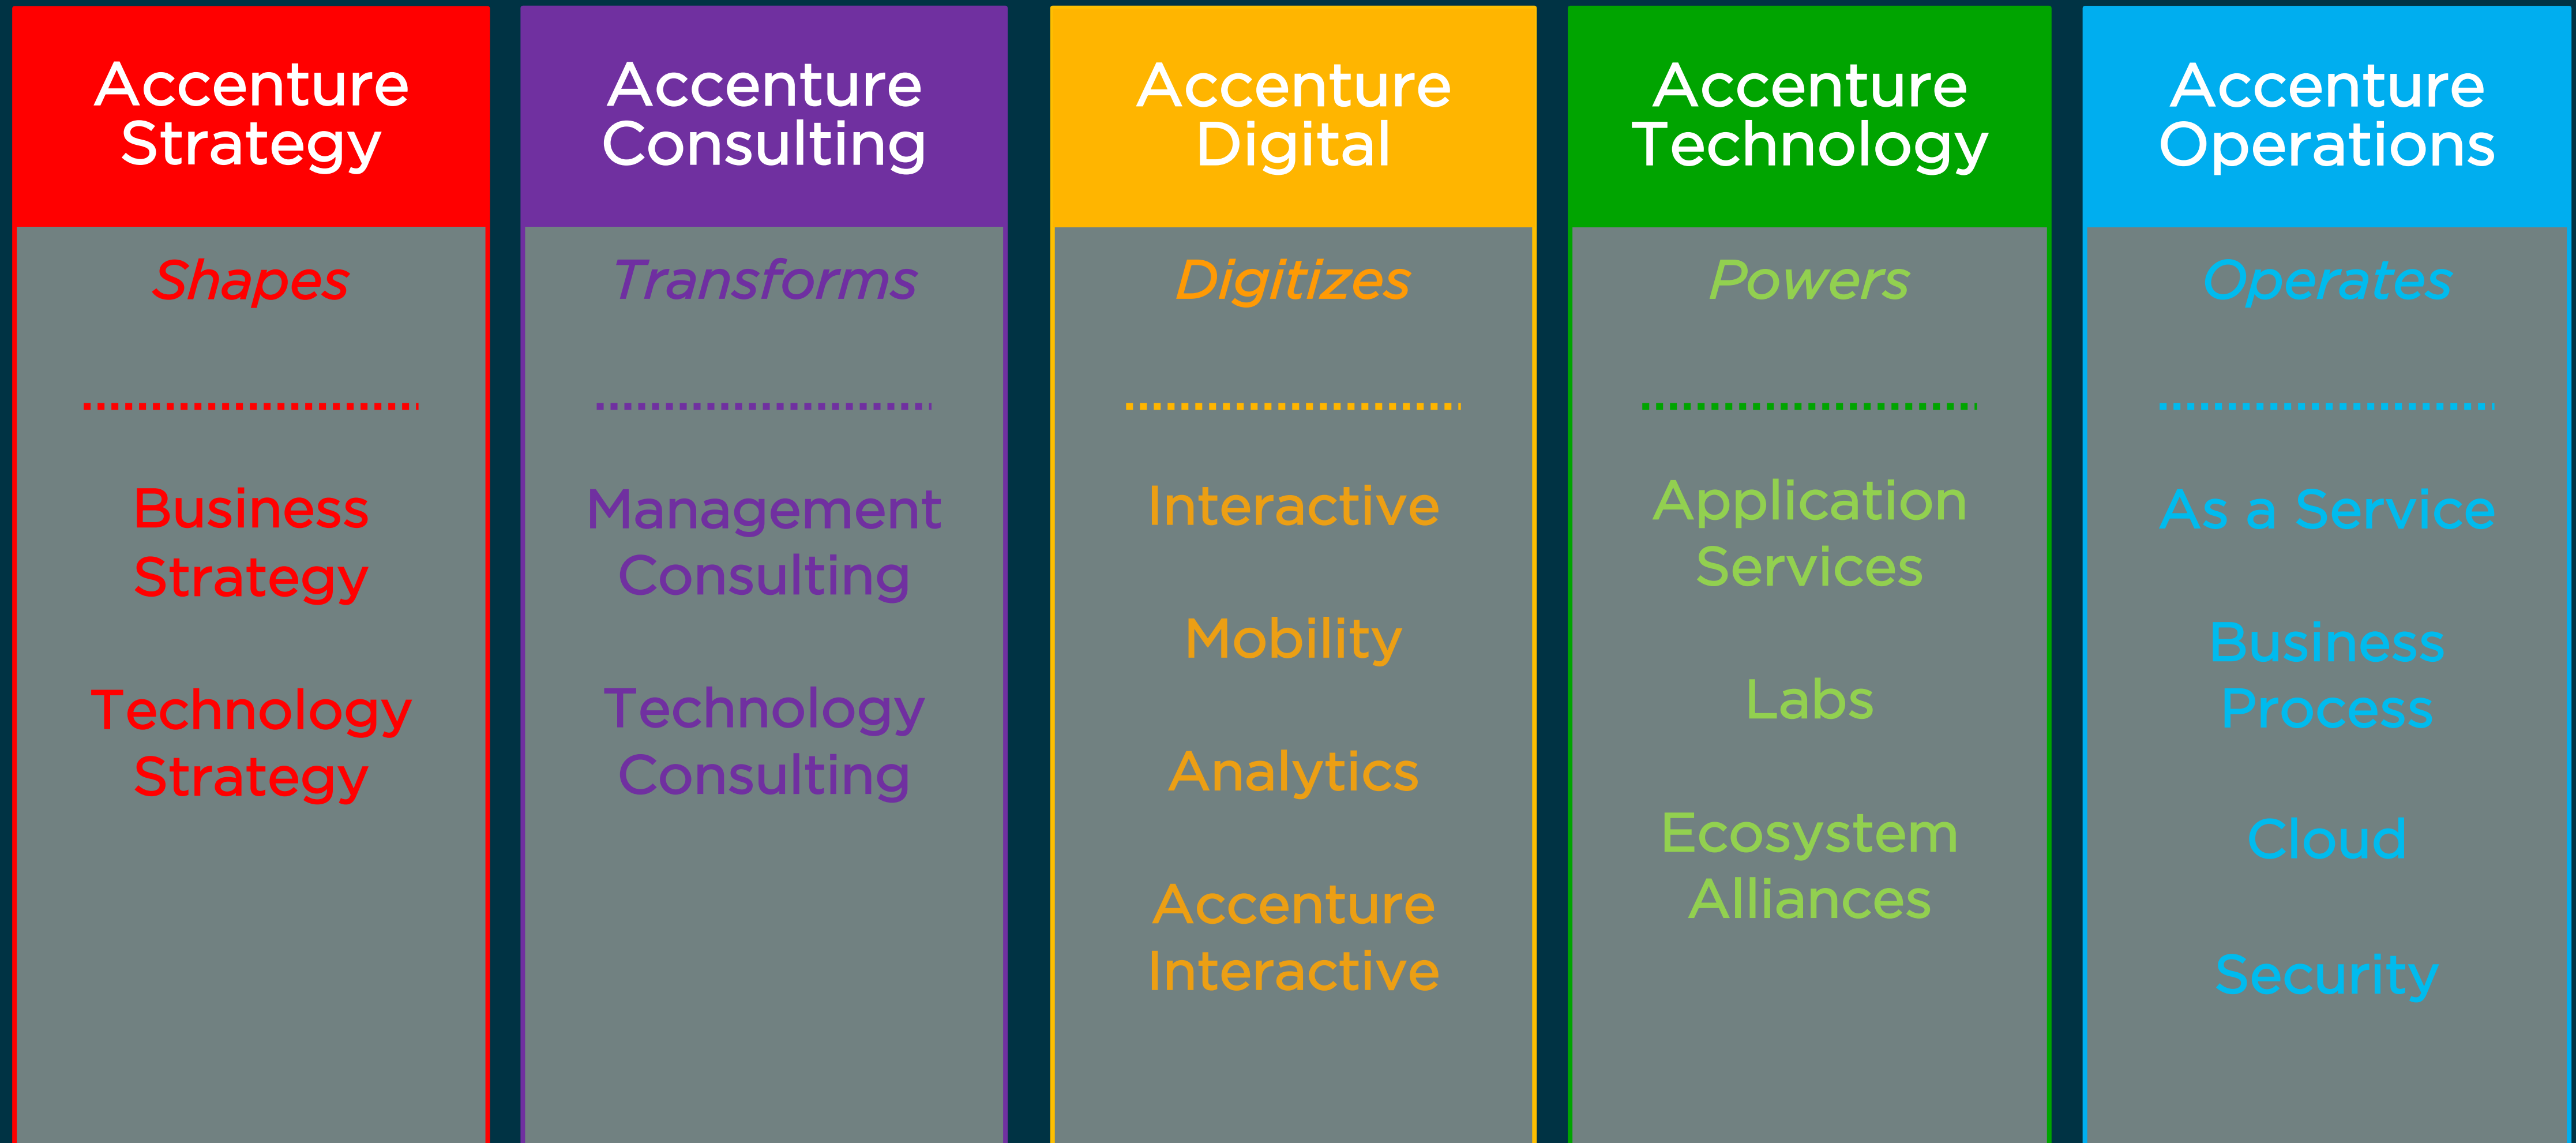 Accenture
Strategy
Shapes
Business
Strategy
Technology
Strategy
Accenture
Consulting
Transforms
Management
Consulting
Technology
Consulting
Accenture
Digital
Digitizes
Interactive
Mobility
Analytics
Accenture
Interactive
Accenture
Technology
Powers
Application
Services
Labs
Ecosystem
Alliances
Accenture
Operations
Operates
As a Service
Business
Process
Cloud
Security